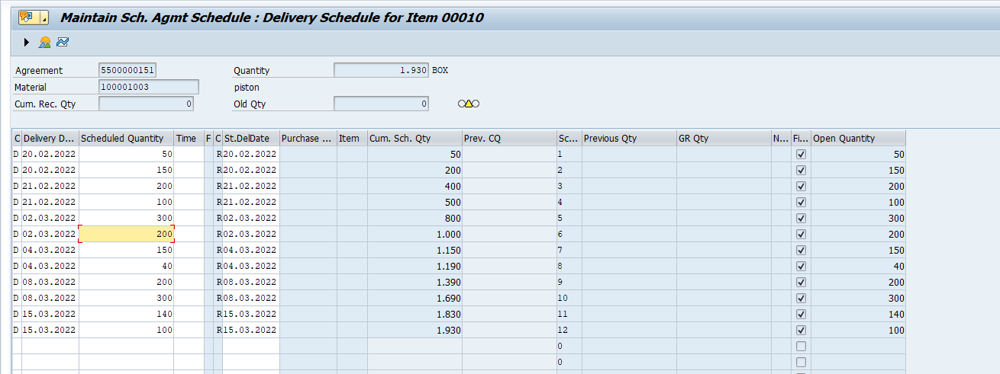 Maintain Sch. Agmt Schedule : Delivery Schedule for Item 00010
Agreement 5500000151 Quantity 1.930 BOX
Material 100001003 piston
Cum. Rec. Qty 0 Old Qty 0
C Delivery D... Scheduled Quantity Time F C St.DelDate Purchase ... Item Cum. Sch. Qty Prev. CQ Sc... Previous Qty GR Qty N... Fi... Open Quantity
D 20.02.2022 50 R 20.02.2022 50 1 50
D 20.02.2022 150 R 20.02.2022 200 2 150
D 21.02.2022 200 R 21.02.2022 400 3 200
D 21.02.2022 100 R 21.02.2022 500 4 100
D 02.03.2022 300 R 02.03.2022 800 5 300
D 02.03.2022 200 R 02.03.2022 1.000 6 200
D 04.03.2022 150 R 04.03.2022 1.150 7 150
D 04.03.2022 40 R 04.03.2022 1.190 8 40
D 08.03.2022 200 R 08.03.2022 1.390 9 200
D 08.03.2022 300 R 08.03.2022 1.690 10 300
D 15.03.2022 140 R 15.03.2022 1.830 11 140
D 15.03.2022 100 R 15.03.2022 1.930 12 100
0
0